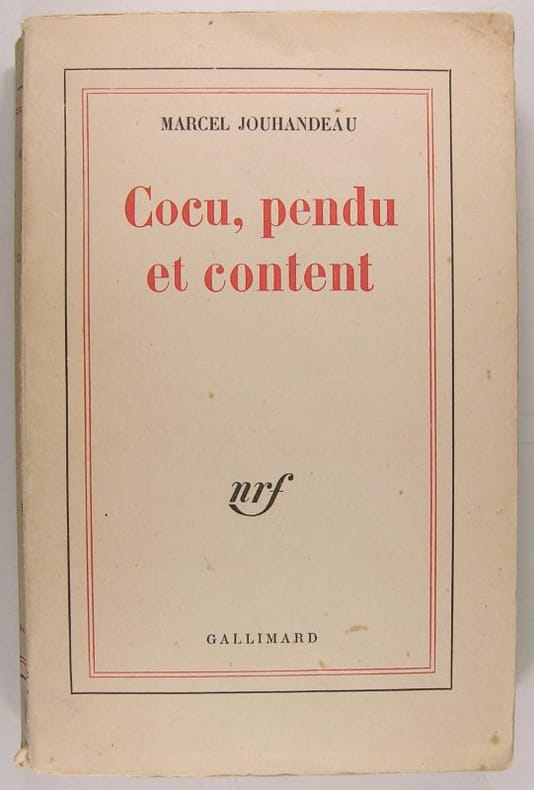 MARCEL JOUHANDEAU
Cocu, pendu
et content
nrf
GALLIMARD